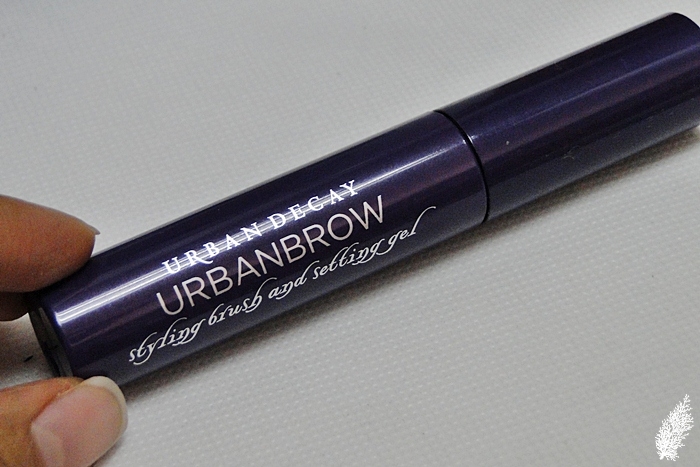 URBAN DECAY
URBANBROW
styling brush and setting gel